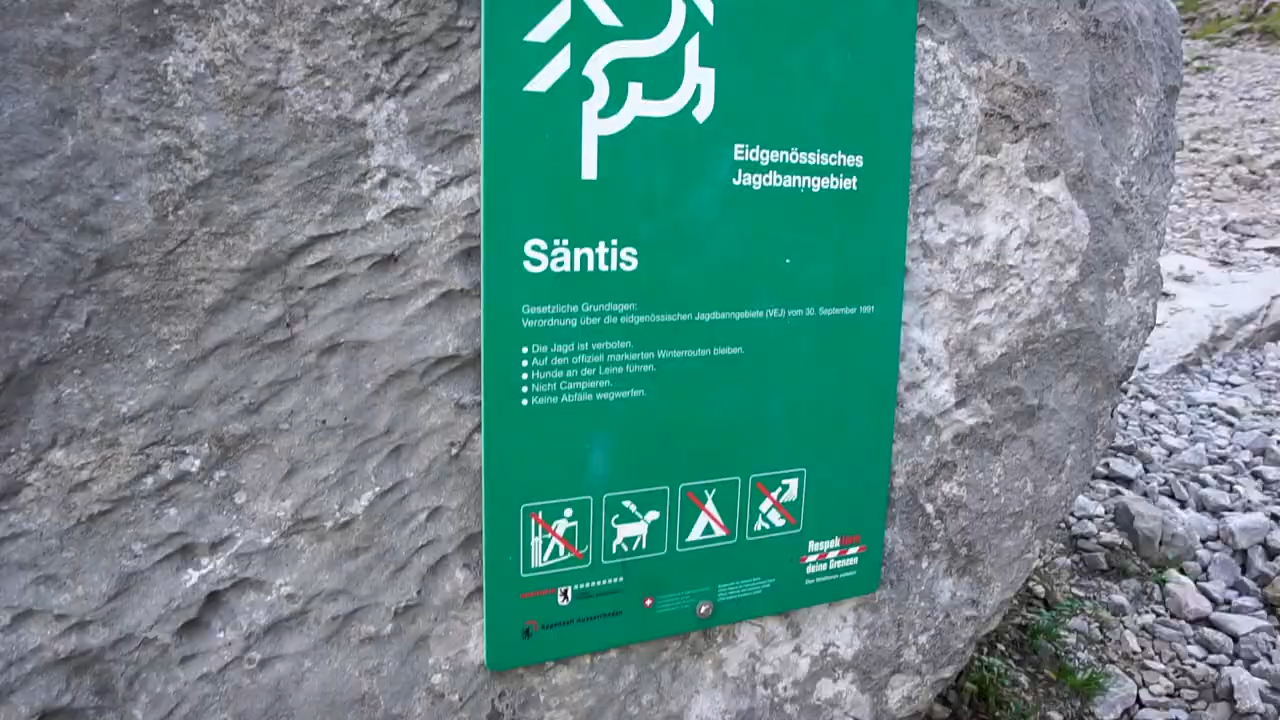 Eidgenössisches
Jagdbanngebiet
Säntis
Gesetzliche Grundlagen:
Verordnung über die eidgenössischen Jagdbanngebiete (VEJ) vom 30. September 1991
● Die Jagd ist verboten.
● Auf den offiziell markierten Winterrouten bleiben.
● Hunde an der Leine führen.
● Nicht Campieren.
● Keine Abfälle wegwerfen.
Respektiere
deine Grenzen
Appenzell Ausserrhoden